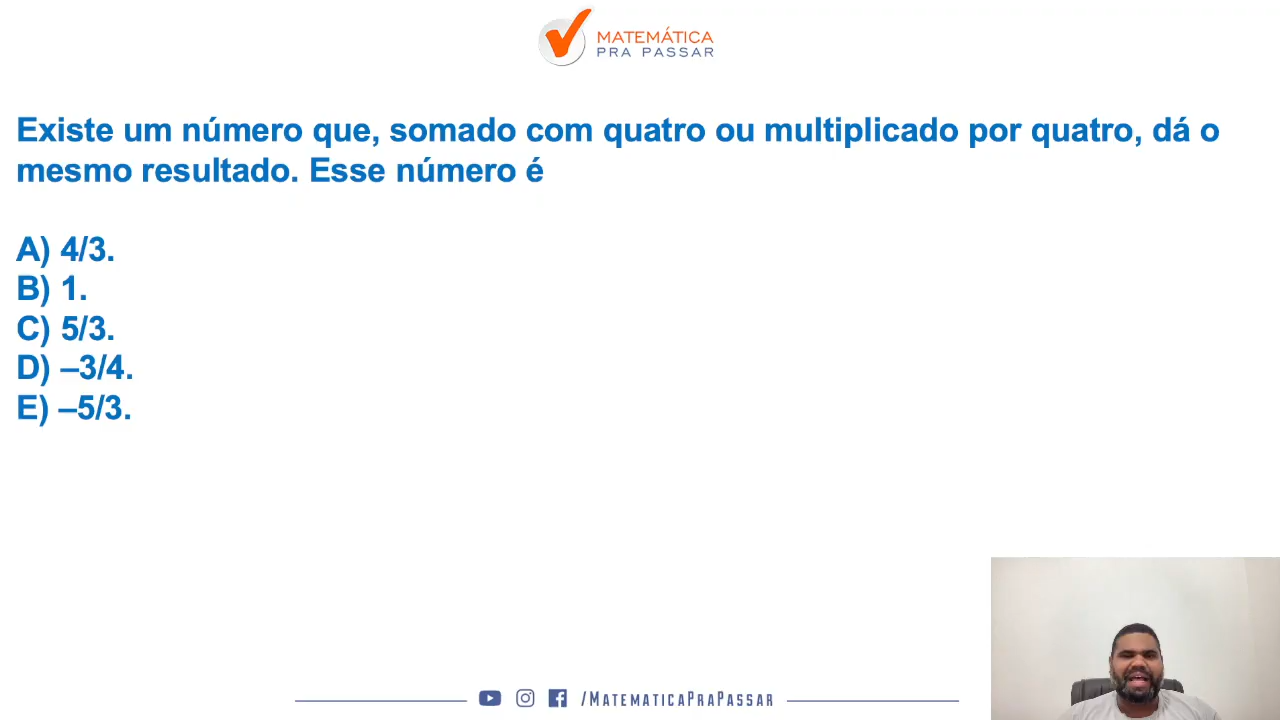 MATEMÁTICA
PRA PASSAR
Existe um número que, somado com quatro ou multiplicado por quatro, dá o
mesmo resultado. Esse número é
A) 4/3.
B) 1.
C) 5/3.
D) –3/4.
E) –5/3.
/MATEMATICAPRAPASSAR